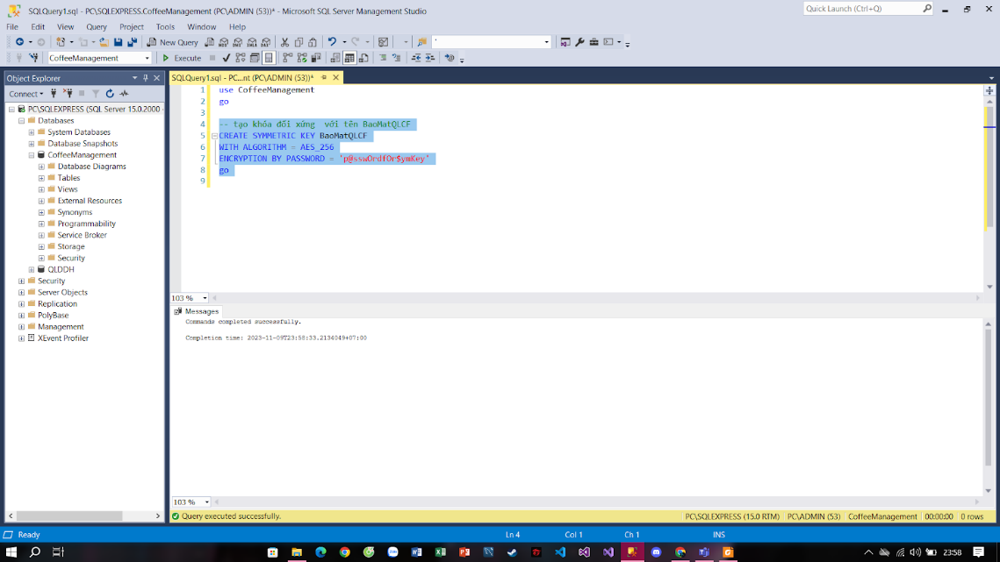 SQLQuery1.sql - PC\SQLEXPRESS.CoffeeManagement (PC\ADMIN (53))* - Microsoft SQL Server Management Studio
Quick Launch (Ctrl+Q)
File Edit View Query Project Tools Window Help
New Query
CoffeeManagement
Execute
Object Explorer
SQLQuery1.sql - PC...nt (PC\ADMIN (53))*
Connect
PC\SQLEXPRESS (SQL Server 15.0.2000 -
Databases
System Databases
Database Snapshots
CoffeeManagement
Database Diagrams
Tables
Views
External Resources
Synonyms
Programmability
Service Broker
Storage
Security
QLDDH
Security
Server Objects
Replication
PolyBase
Management
XEvent Profiler
1 use CoffeeManagement
2 go
3
4 -- tạo khóa đối xứng với tên BaoMatQLCF
5 CREATE SYMMETRIC KEY BaoMatQLCF
6 WITH ALGORITHM = AES_256
7 ENCRYPTION BY PASSWORD = 'p@sswOrdfOr$ymKey'
8 go
9
103 %
Messages
Commands completed successfully.
Completion time: 2023-11-09T23:58:33.2134049+07:00
103 %
Query executed successfully.
PC\SQLEXPRESS (15.0 RTM) PC\ADMIN (53) CoffeeManagement 00:00:00 0 rows
Ready
Ln 4 Col 1 Ch 1 INS
23:58